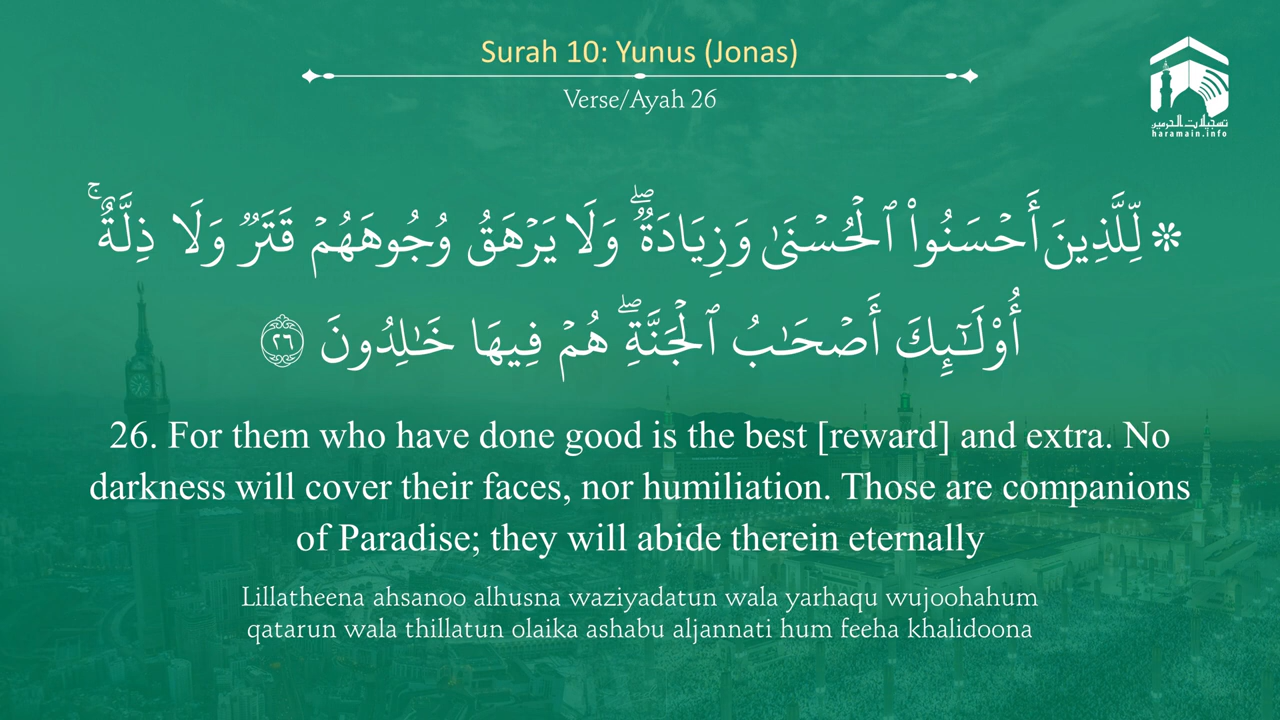 Surah 10: Yunus (Jonas)
Verse/Ayah 26
تسجيلات الحرمين
haramain.info
۞ لِّلَّذِينَ أَحۡسَنُواْ ٱلۡحُسۡنَىٰ وَزِيَادَةٞۖ وَلَا يَرۡهَقُ وُجُوهَهُمۡ قَتَرٞ وَلَا ذِلَّةٌۚ
أُوْلَٰٓئِكَ أَصۡحَٰبُ ٱلۡجَنَّةِۖ هُمۡ فِيهَا خَٰلِدُونَ ٢٦
26. For them who have done good is the best [reward] and extra. No
darkness will cover their faces, nor humiliation. Those are companions
of Paradise; they will abide therein eternally
Lillatheena ahsanoo alhusna waziyadatun wala yarhaqu wujoohahum
qatarun wala thillatun olaika ashabu aljannati hum feeha khalidoona